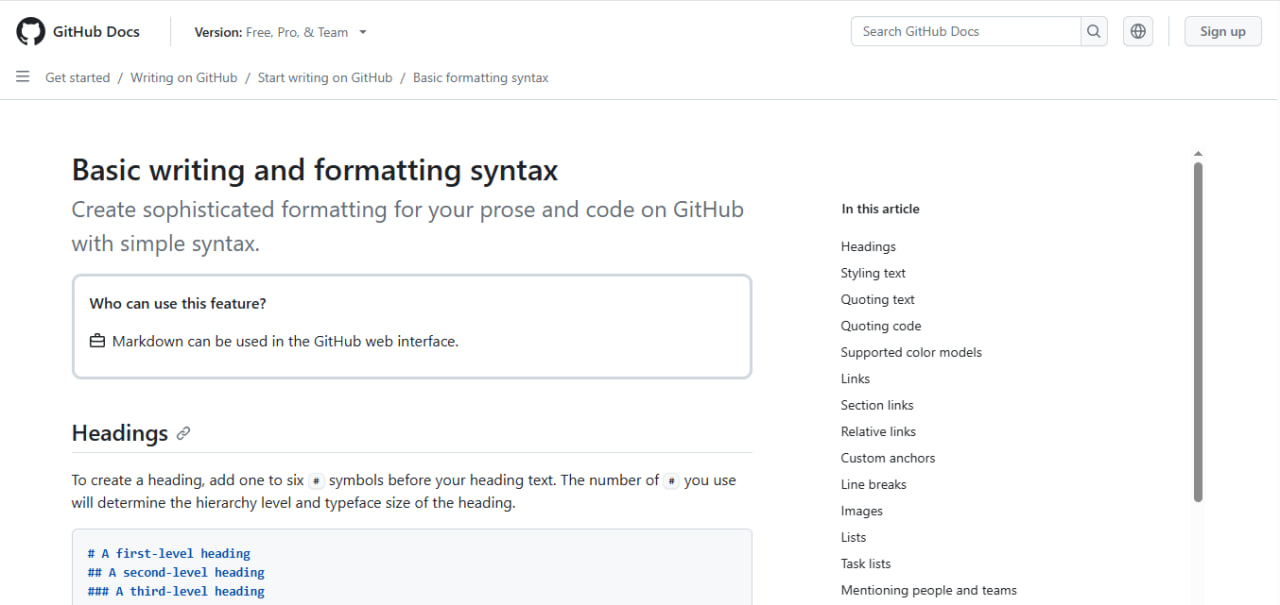 GitHub Docs
Version: Free, Pro, & Team
Search GitHub Docs
Sign up
Get started / Writing on GitHub / Start writing on GitHub / Basic formatting syntax
Basic writing and formatting syntax
Create sophisticated formatting for your prose and code on GitHub
with simple syntax.
Who can use this feature?
Markdown can be used in the GitHub web interface.
Headings
To create a heading, add one to six # symbols before your heading text. The number of # you use
will determine the hierarchy level and typeface size of the heading.
# A first-level heading
## A second-level heading
### A third-level heading
In this article
Headings
Styling text
Quoting text
Quoting code
Supported color models
Links
Section links
Relative links
Custom anchors
Line breaks
Images
Lists
Task lists
Mentioning people and teams